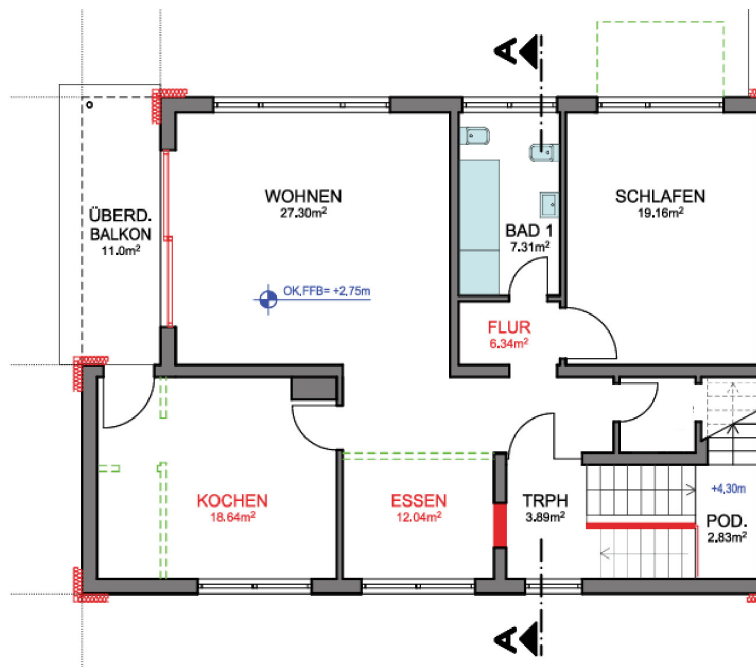 A
WOHNEN
27.30m²
SCHLAFEN
19.16m²
ÜBERD.
BALKON
11.0m²
BAD 1
7.31m²
OK.FFB= +2.75m
FLUR
6.34m²
KOCHEN
18.64m²
ESSEN
12.04m²
TRPH
3.89m²
+4.30m
POD.
2.83m²
A